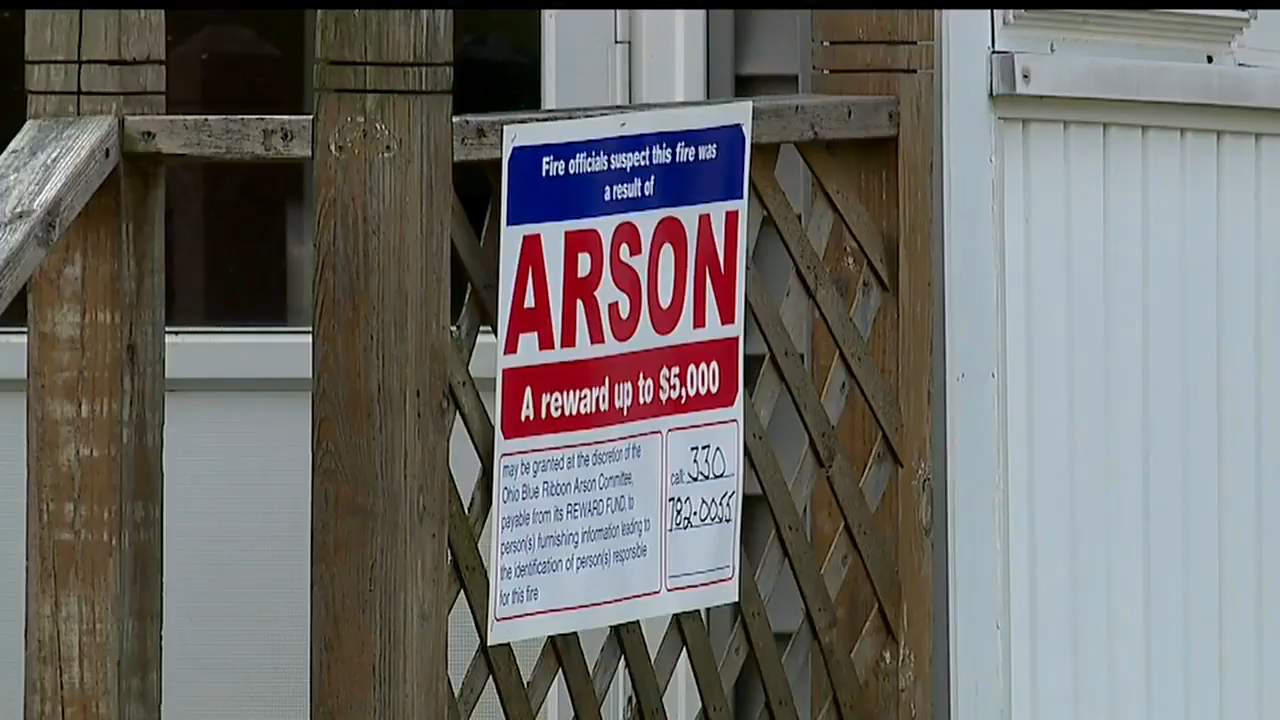 Fire officials suspect this fire was
a result of
ARSON
A reward up to $5,000
may be granted at the discretion of the
Ohio Blue Ribbon Arson Committee,
payable from its REWARD FUND, to
person(s) furnishing information leading to
the identification of person(s) responsible
for this fire
call: 330
782-0055